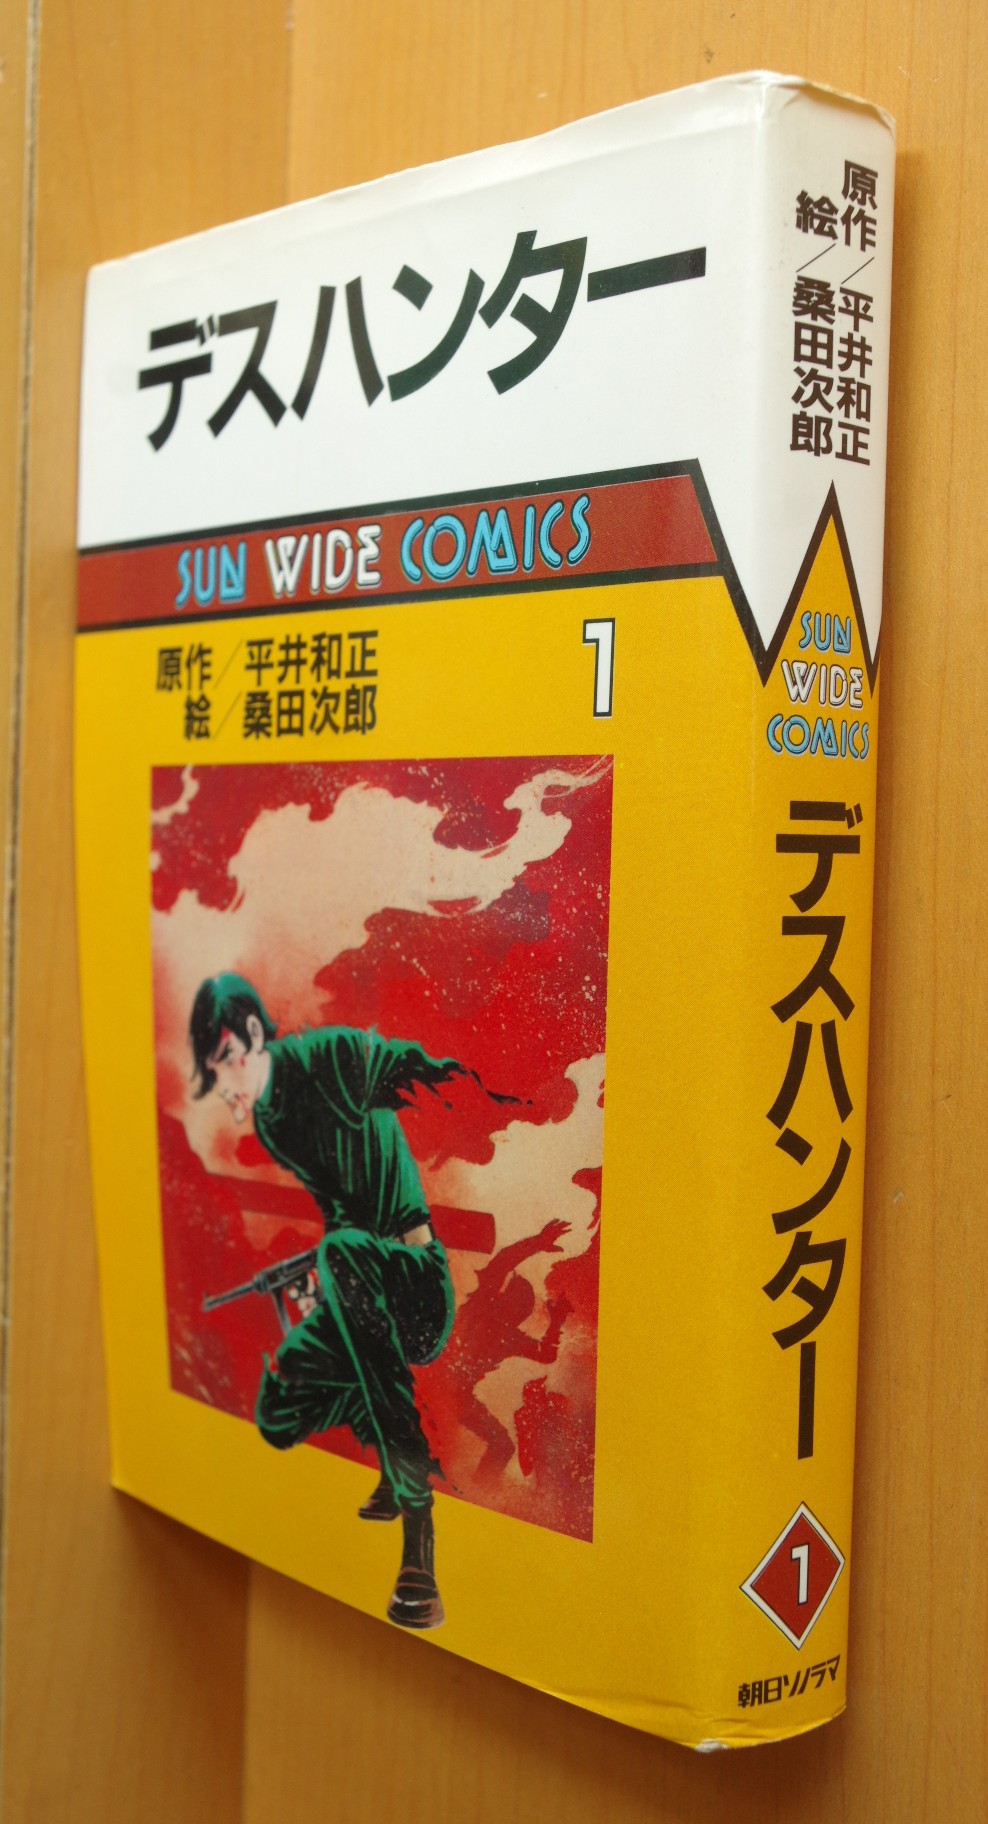 デスハンター
SUN WIDE COMICS
原作／平井和正
絵／桑田次郎
1
原作／平井和正
絵／桑田次郎
SUN
WIDE
COMICS
デスハンター
1
朝日ソノラマ